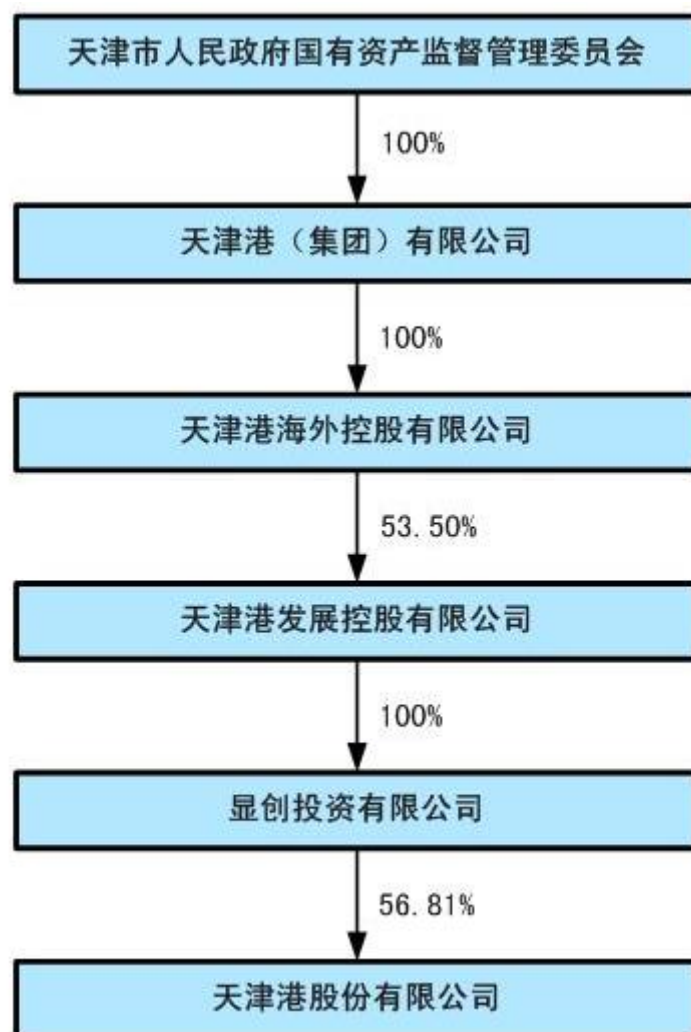 天津市人民政府国有资产监督管理委员会
100%
天津港（集团）有限公司
100%
天津港海外控股有限公司
53.50%
天津港发展控股有限公司
100%
显创投资有限公司
56.81%
天津港股份有限公司